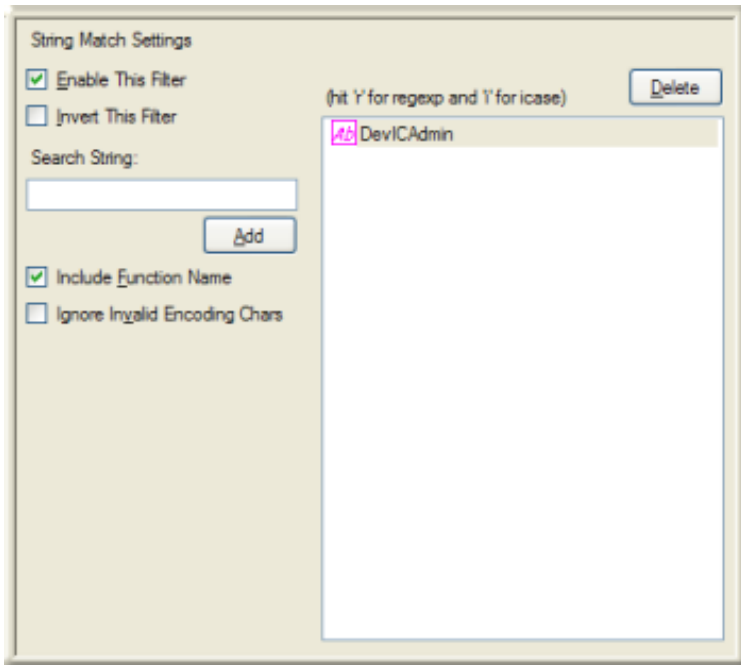 String Match Settings
Enable This Filter
Invert This Filter
Search String:
Add
Include Function Name
Ignore Invalid Encoding Chars
(hit 'r' for regexp and 'i' for icase)
Delete
Ab DevICAdmin